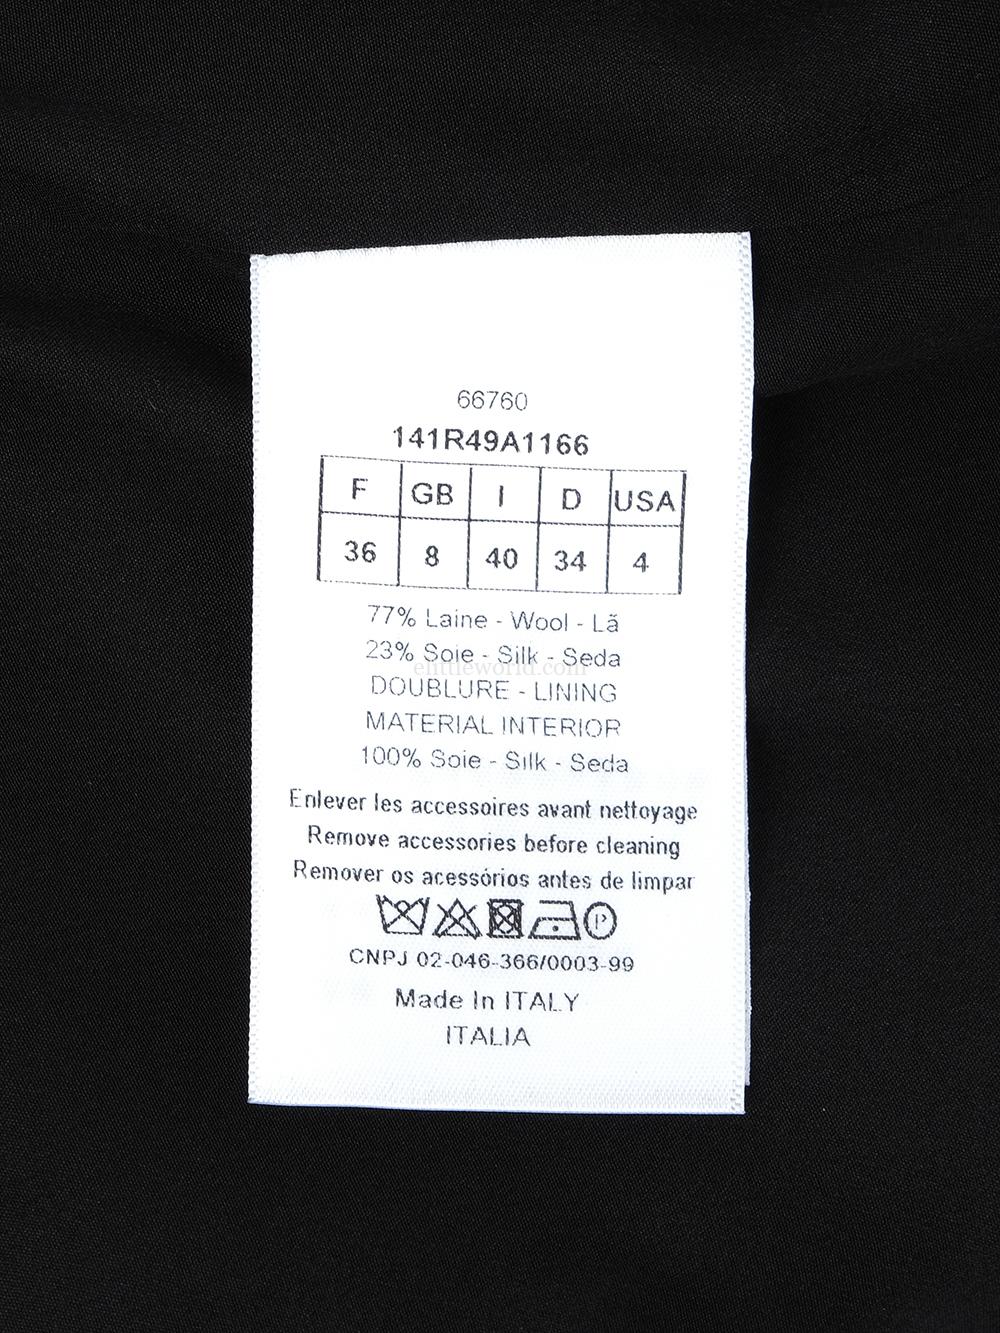 66760
141R49A1166
F GB I D USA
36 8 40 34 4
77% Laine - Wool - Lã
23% Soie - Silk - Seda
elittleworld.com
DOUBLURE - LINING
MATERIAL INTERIOR
100% Soie - Silk - Seda
Enlever les accessoires avant nettoyage
Remove accessories before cleaning
Remover os acessórios antes de limpar
P
CNPJ 02-046-366/0003-99
Made In ITALY
ITALIA